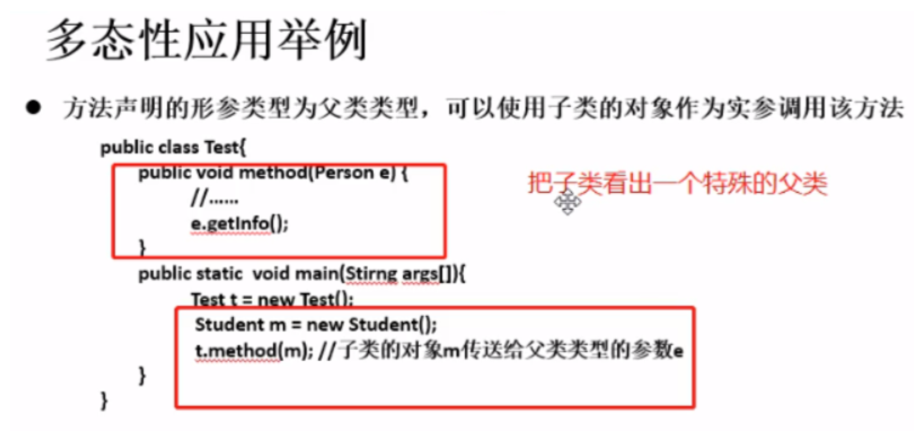 多态性应用举例
● 方法声明的形参类型为父类类型，可以使用子类的对象作为实参调用该方法
public class Test{
public void method(Person e) {
把子类看出一个特殊的父类
//......
e.getInfo();
}
public static void main(Stirng args[]){
Test t = new Test();
Student m = new Student();
t.method(m); //子类的对象m传送给父类类型的参数e
}
}